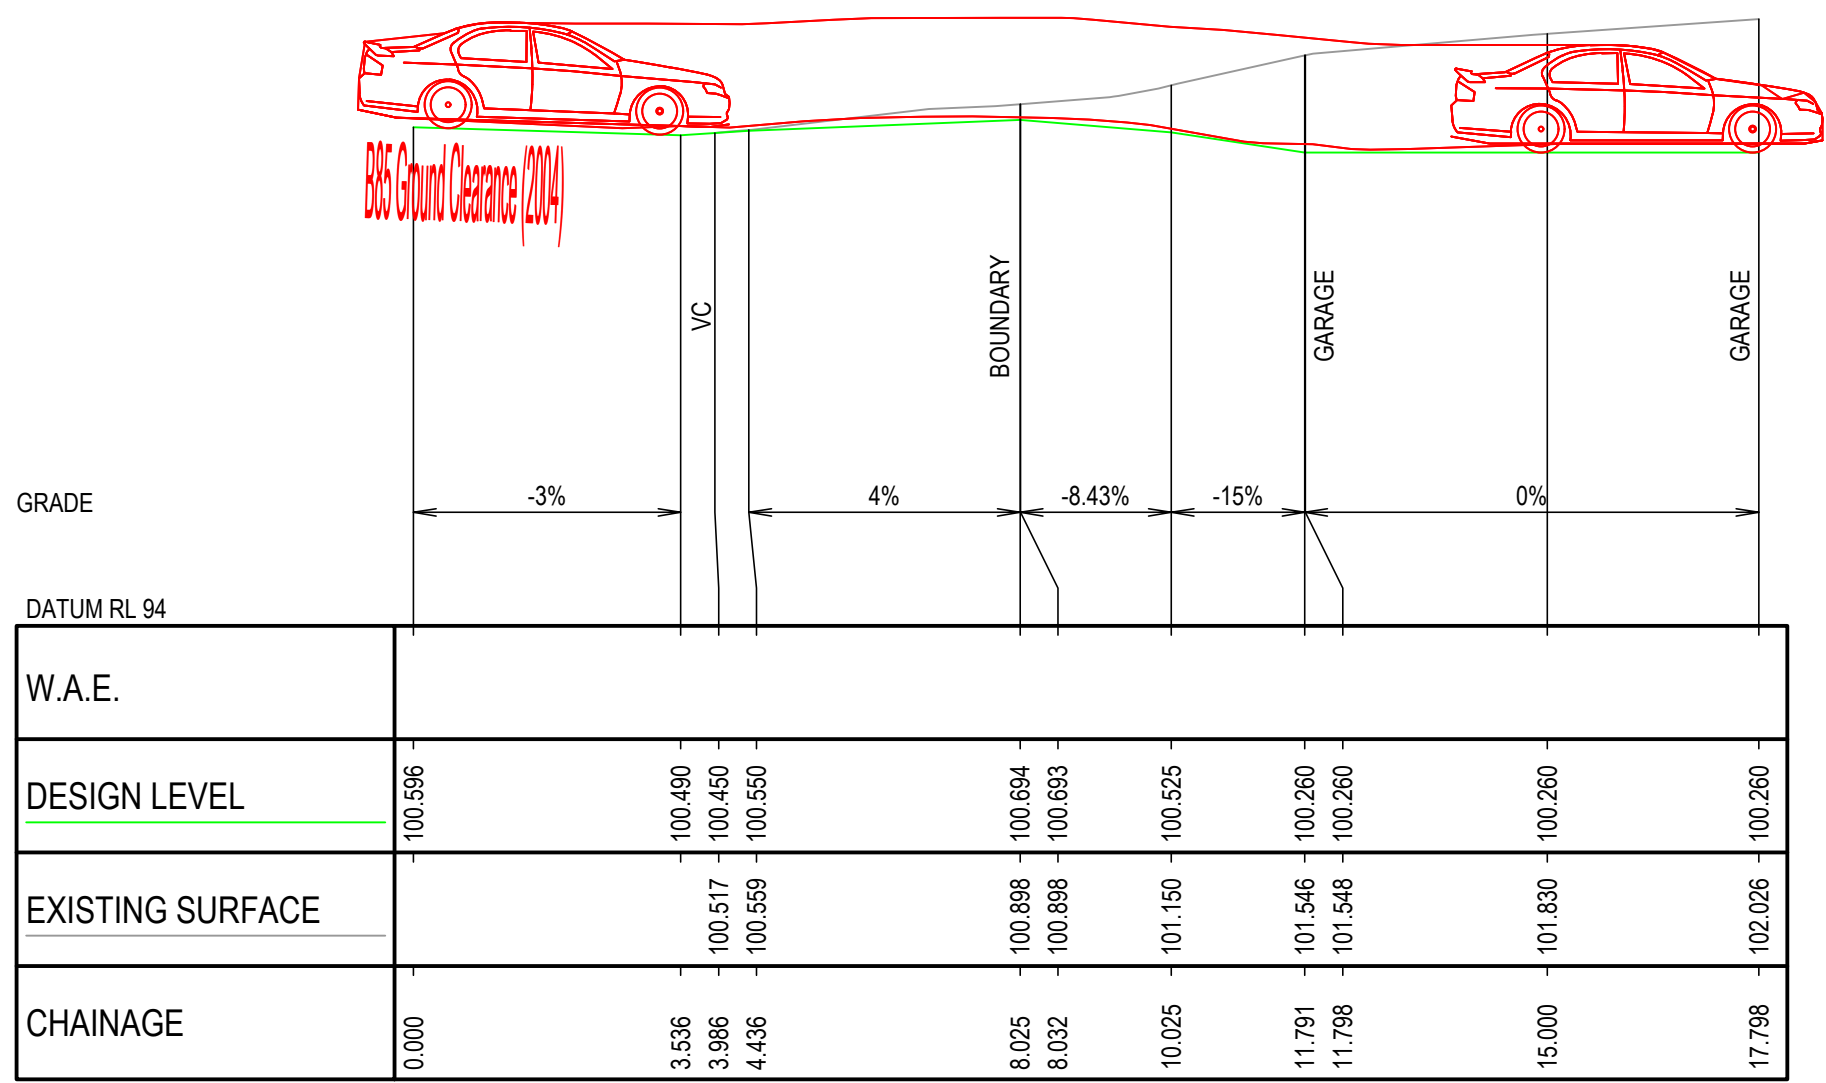 B85 Ground Clearance (2004)
VC
BOUNDARY
GARAGE
GARAGE
GRADE -3% 4% -8.43% -15% 0%
DATUM RL 94
W.A.E.
DESIGN LEVEL 100.596 100.490 100.450 100.550 100.694 100.693 100.525 100.260 100.260 100.260 100.260
EXISTING SURFACE 100.517 100.559 100.898 100.898 101.150 101.546 101.548 101.830 102.026
CHAINAGE 0.000 3.536 3.986 4.436 8.025 8.032 10.025 11.791 11.798 15.000 17.798